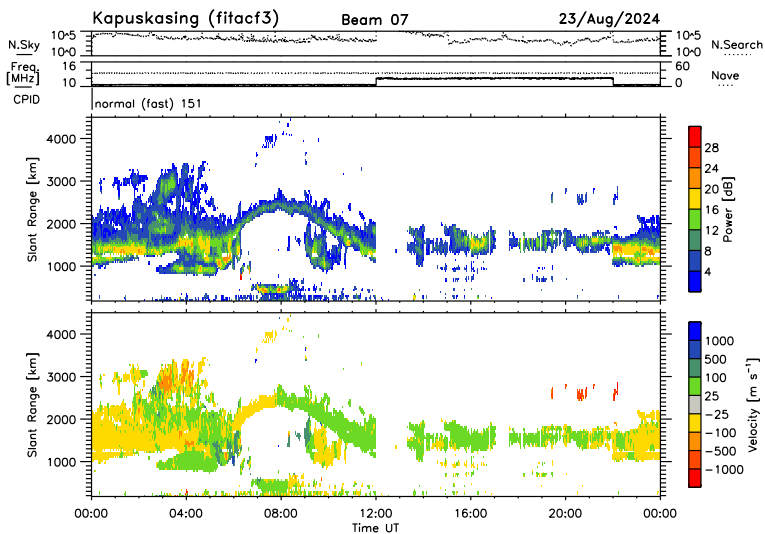 Kapuskasing (fitacf3) Beam 07 23/Aug/2024
N.Sky 10^5 10^5 N.Search
10^0 10^0
Freq. 16 60 Nave
[MHz] 10 0
CPID normal (fast) 151
Slant Range [km]
4000
3000
2000
1000
28
24
20
16
12
8
4
Power [dB]
Slant Range [km]
4000
3000
2000
1000
1000
500
100
25
−25
−100
−500
−1000
Velocity [m s⁻¹]
00:00 04:00 08:00 12:00 16:00 20:00 00:00
Time UT